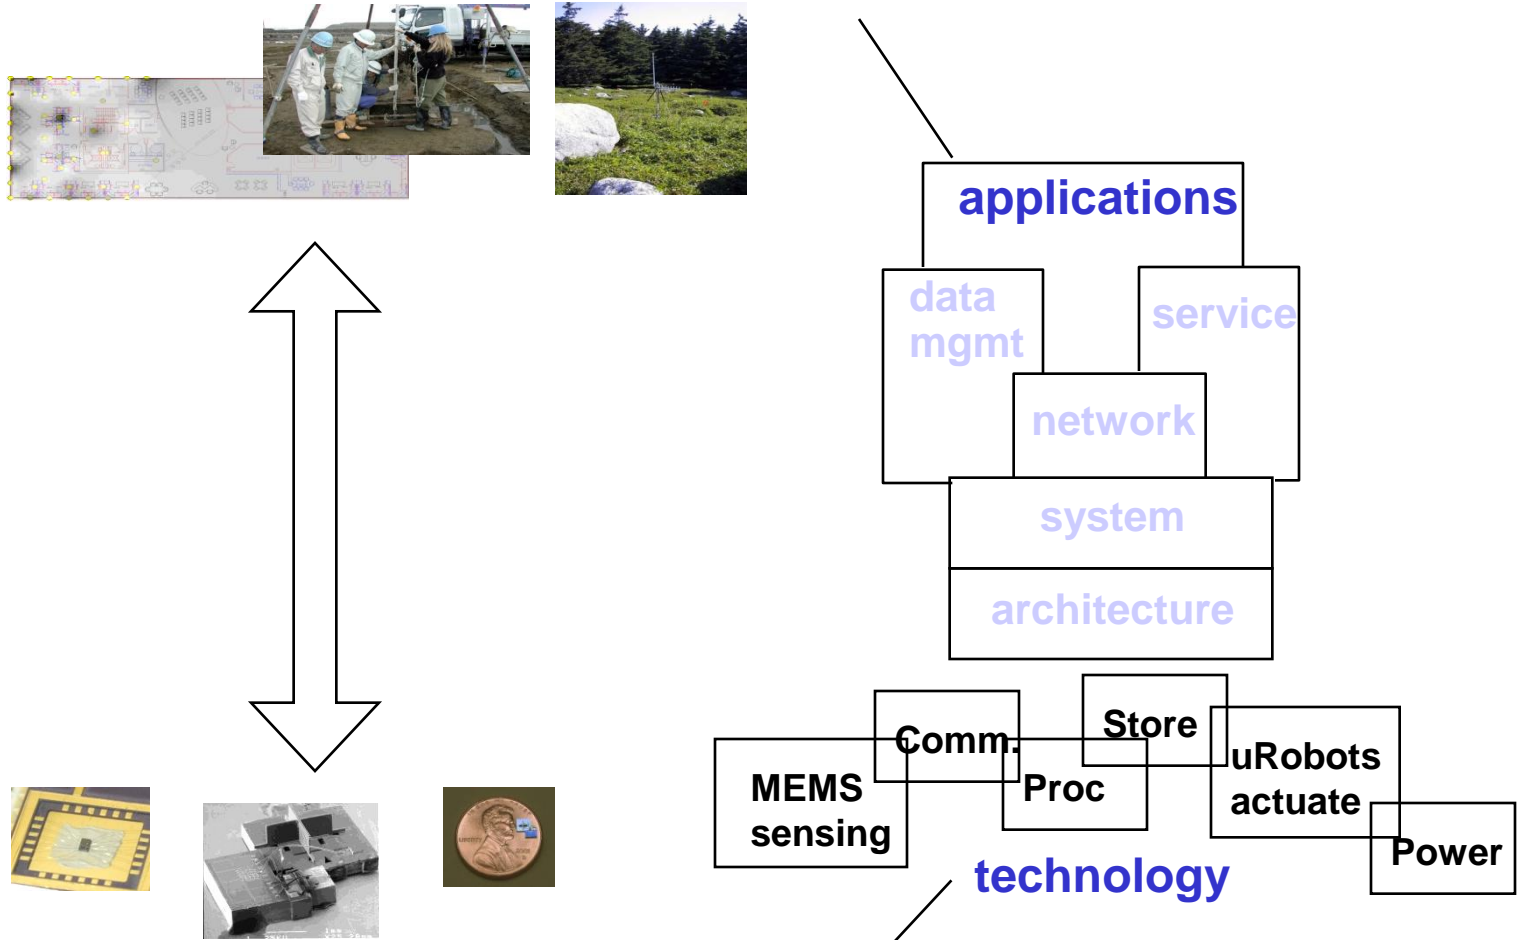 applications
data
mgmt
service
network
system
architecture
Comm.
Store
MEMS
sensing
Proc
uRobots
actuate
Power
technology